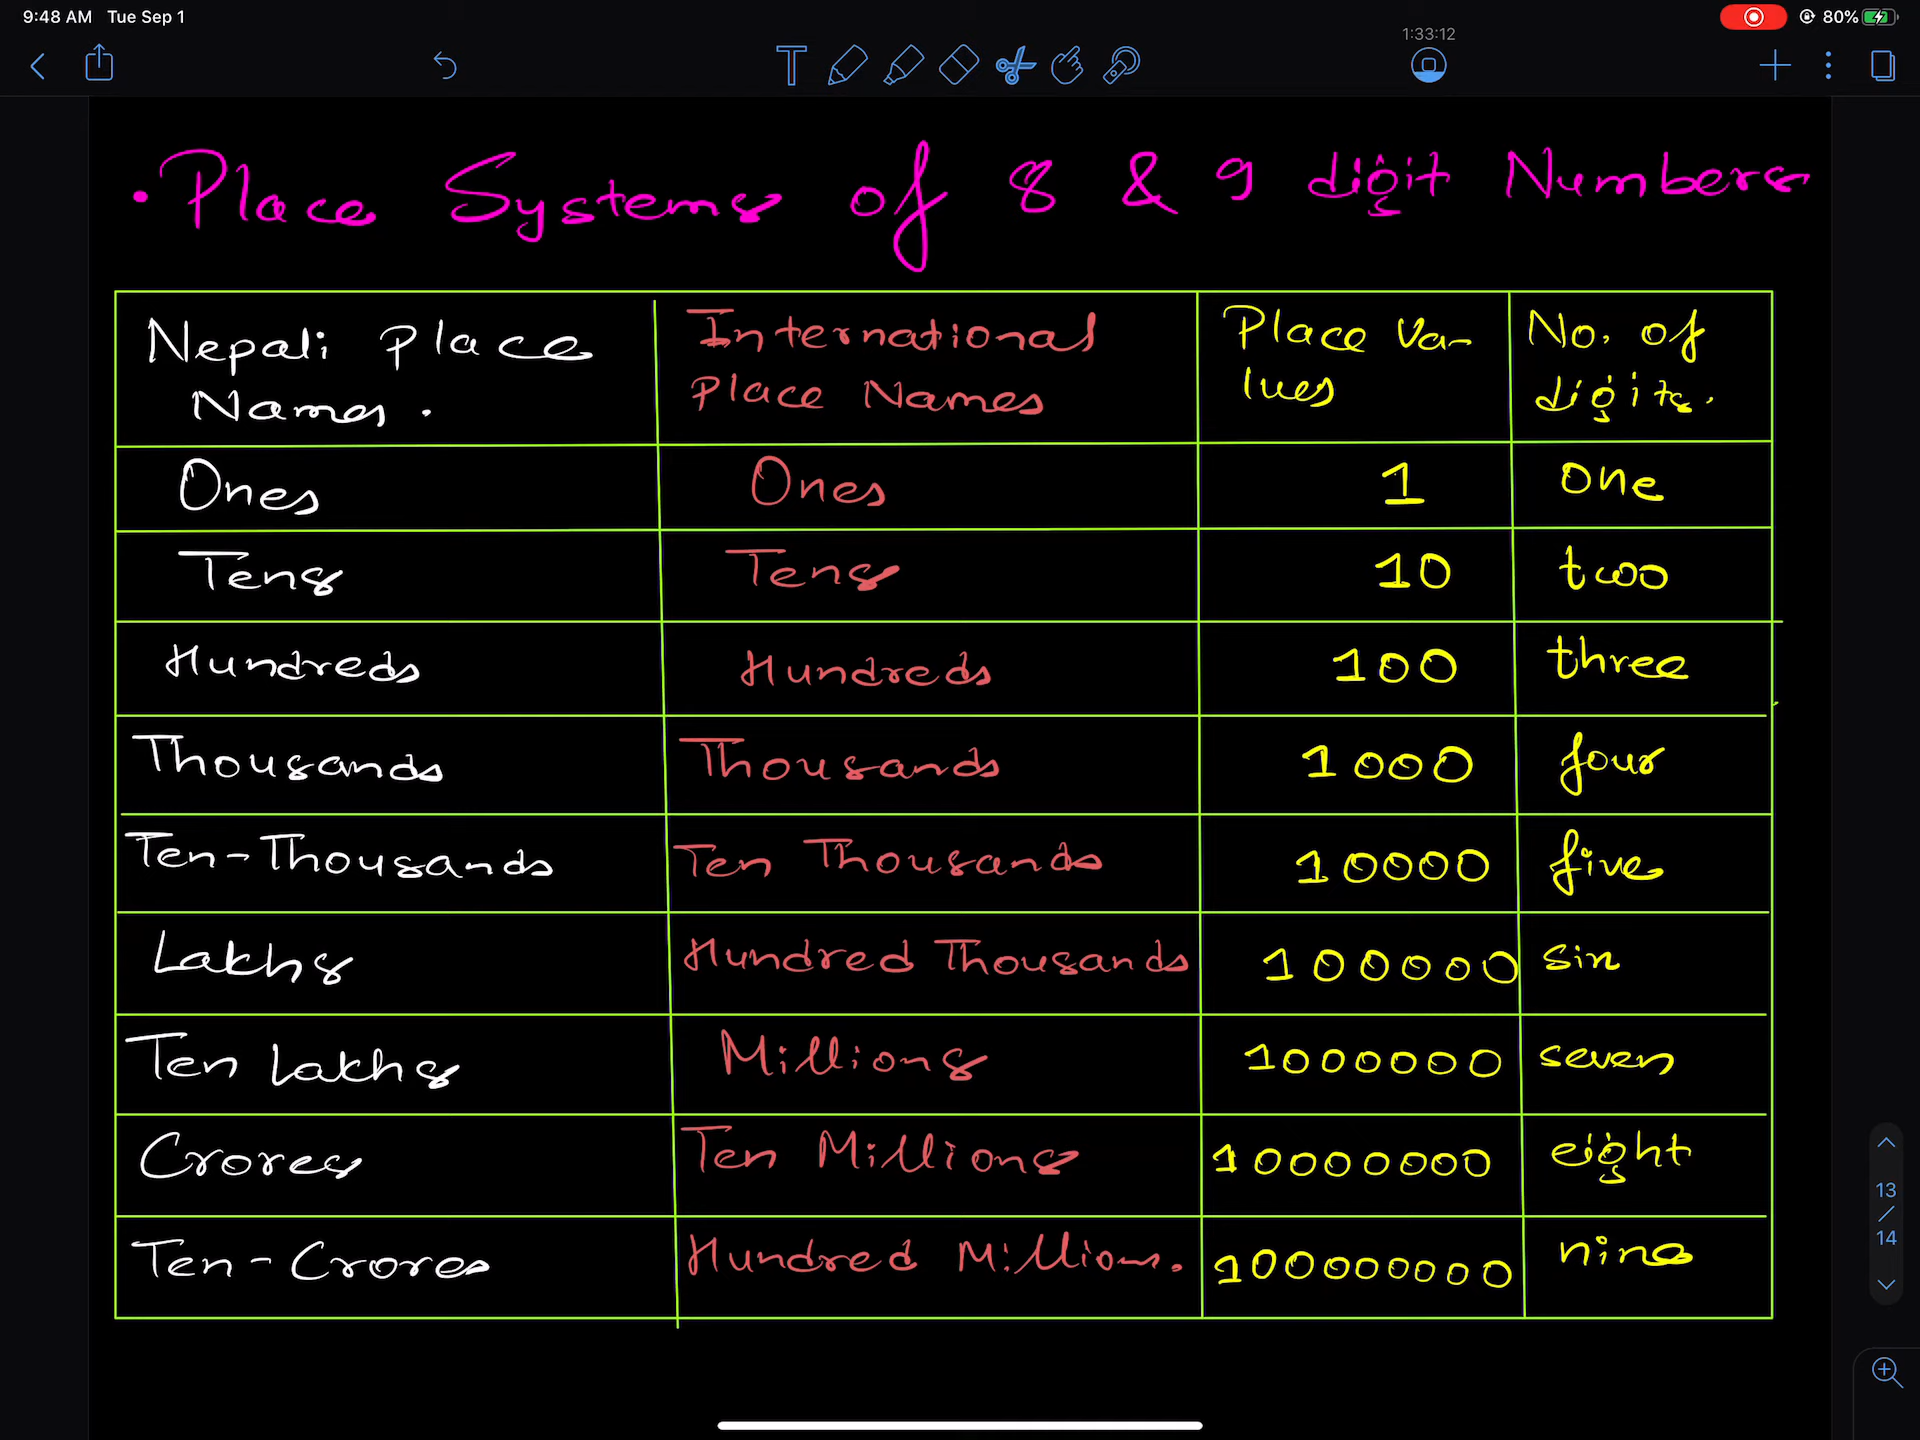 9:48 AM Tue Sep 1
80%
1:33:12
• Place Systems of 8 & 9 digit Numbers
Nepali Place Names. International Place Names Place Va- lues No. of digits.
Ones Ones 1 one
Tens Tens 10 two
Hundreds Hundreds 100 three
Thousands Thousands 1000 four
Ten-Thousands Ten Thousands 10000 five
Lakhs Hundred Thousands 100000 six
Ten Lakhs Millions 1000000 seven
Crores Ten Millions 10000000 eight
Ten-Crores Hundred Millions. 100000000 nine
13
/
14